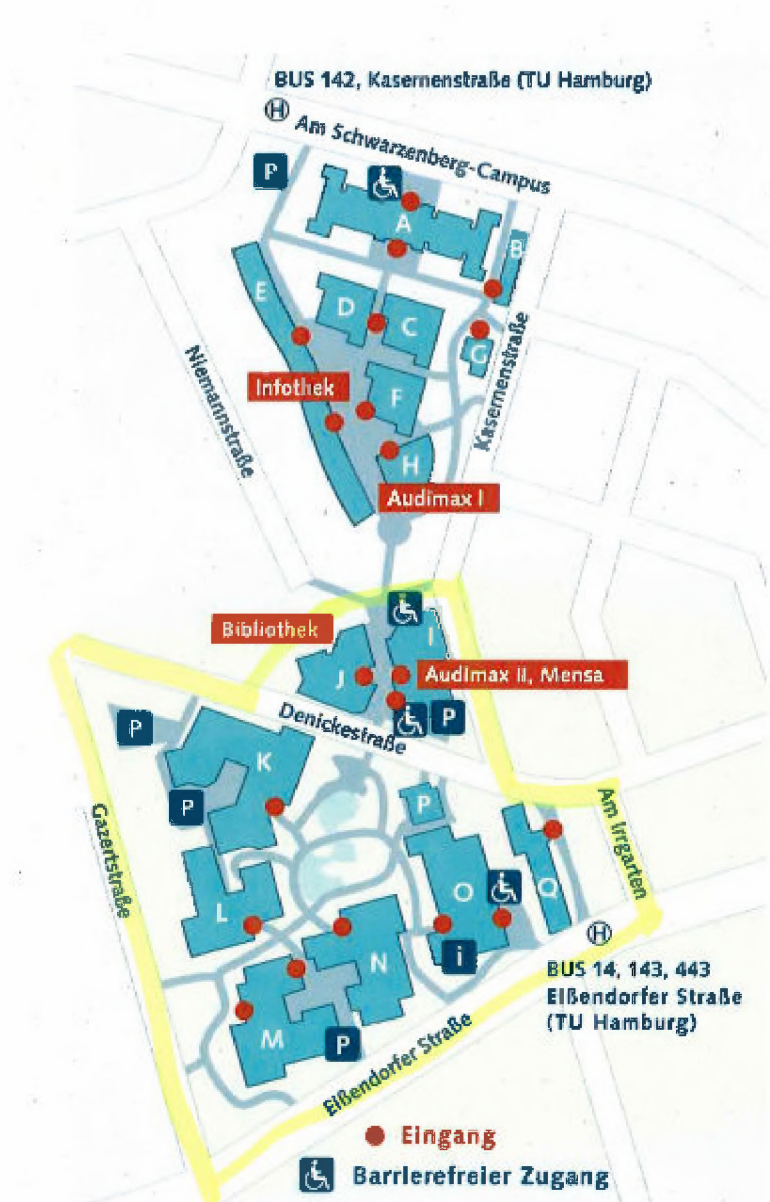 BUS 142, Kasernenstraße (TU Hamburg)
H
Am Schwarzenberg-Campus
P
A
B
E
D
C
G
Niemannstraße
Infothek
F
Kasernenstraße
H
Audimax I
Bibliothek
I
J
Audimax II, Mensa
P
Denickestraße
P
K
P
P
Gazertstraße
Am Irrgarten
L
O
Q
H
N
i
BUS 14, 143, 443
Eißendorfer Straße
(TU Hamburg)
M
P
Eißendorfer Straße
Eingang
Barrierefreier Zugang